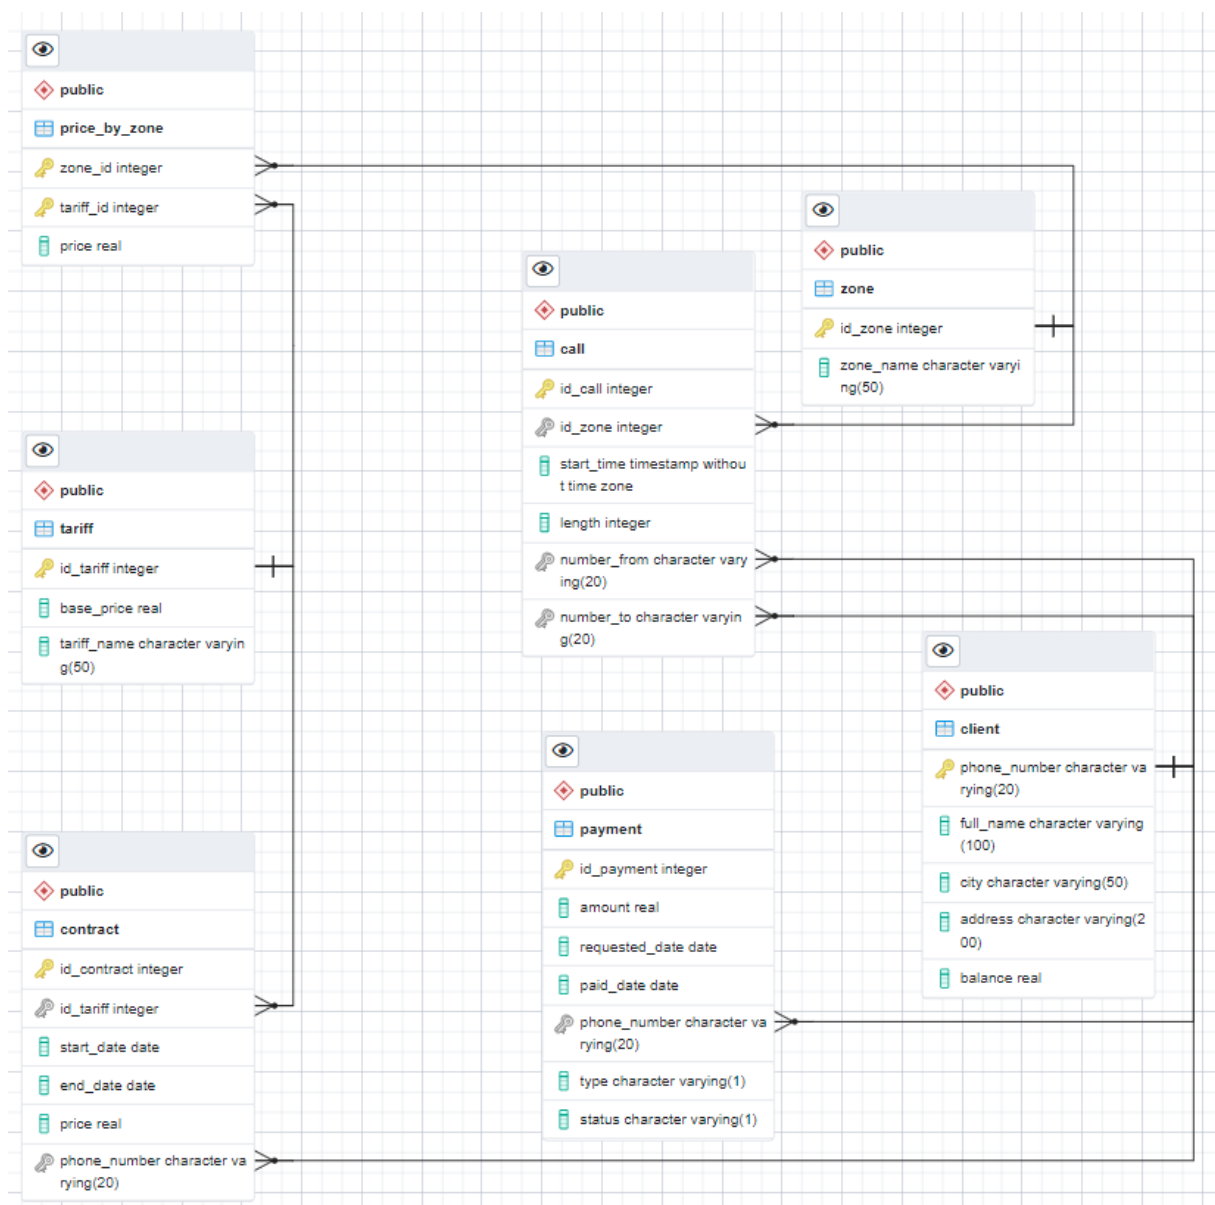 public
price_by_zone
zone_id integer
tariff_id integer
price real
public
zone
id_zone integer
zone_name character varyi
ng(50)
public
call
id_call integer
id_zone integer
start_time timestamp withou
t time zone
length integer
number_from character vary
ing(20)
number_to character varyin
g(20)
public
tariff
id_tariff integer
base_price real
tariff_name character varyin
g(50)
public
client
phone_number character va
rying(20)
full_name character varying
(100)
city character varying(50)
address character varying(2
00)
balance real
public
payment
id_payment integer
amount real
requested_date date
paid_date date
phone_number character va
rying(20)
type character varying(1)
status character varying(1)
public
contract
id_contract integer
id_tariff integer
start_date date
end_date date
price real
phone_number character va
rying(20)